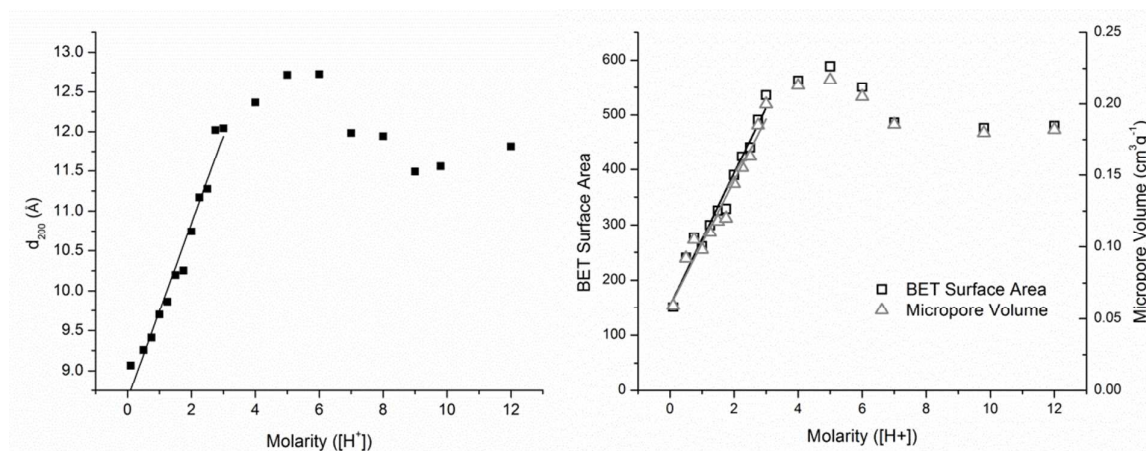 13.0
12.5
12.0
11.5
11.0
10.5
10.0
9.5
9.0
d200 (Å)
0 2 4 6 8 10 12
Molarity ([H+])
600
500
400
300
200
100
0
BET Surface Area
0.25
0.20
0.15
0.10
0.05
0.00
Micropore Volume (cm3g-1)
BET Surface Area
Micropore Volume
0 2 4 6 8 10 12
Molarity ([H+])